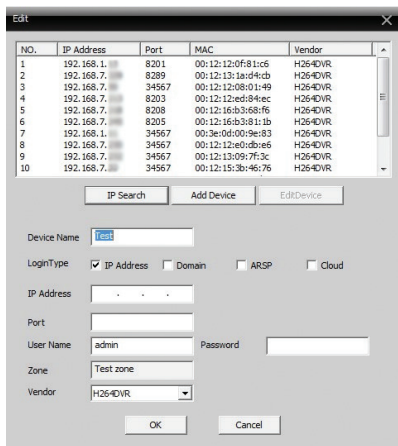 Edit
NO. IP Address Port MAC Vendor
1 192.168.1. 8201 00:12:12:0f:81:c6 H264DVR
2 192.168.7. 8289 00:12:13:1a:d4:cb H264DVR
3 192.168.7. 34567 00:12:12:08:01:49 H264DVR
4 192.168.7. 8203 00:12:12:ed:84:ec H264DVR
5 192.168.7. 8208 00:12:16:b3:68:f6 H264DVR
6 192.168.7. 8205 00:12:16:b3:81:1b H264DVR
7 192.168.1. 34567 00:3e:0d:00:9e:83 H264DVR
8 192.168.7. 34567 00:12:12:e0:db:e6 H264DVR
9 192.168.7. 34567 00:12:13:09:7f:3c H264DVR
10 192.168.7. 34567 00:12:15:3b:46:76 H264DVR
IP Search Add Device EditDevice
Device Name Test
LoginType IP Address Domain ARSP Cloud
IP Address . . .
Port
User Name admin Password
Zone Test zone
Vendor H264DVR
OK Cancel